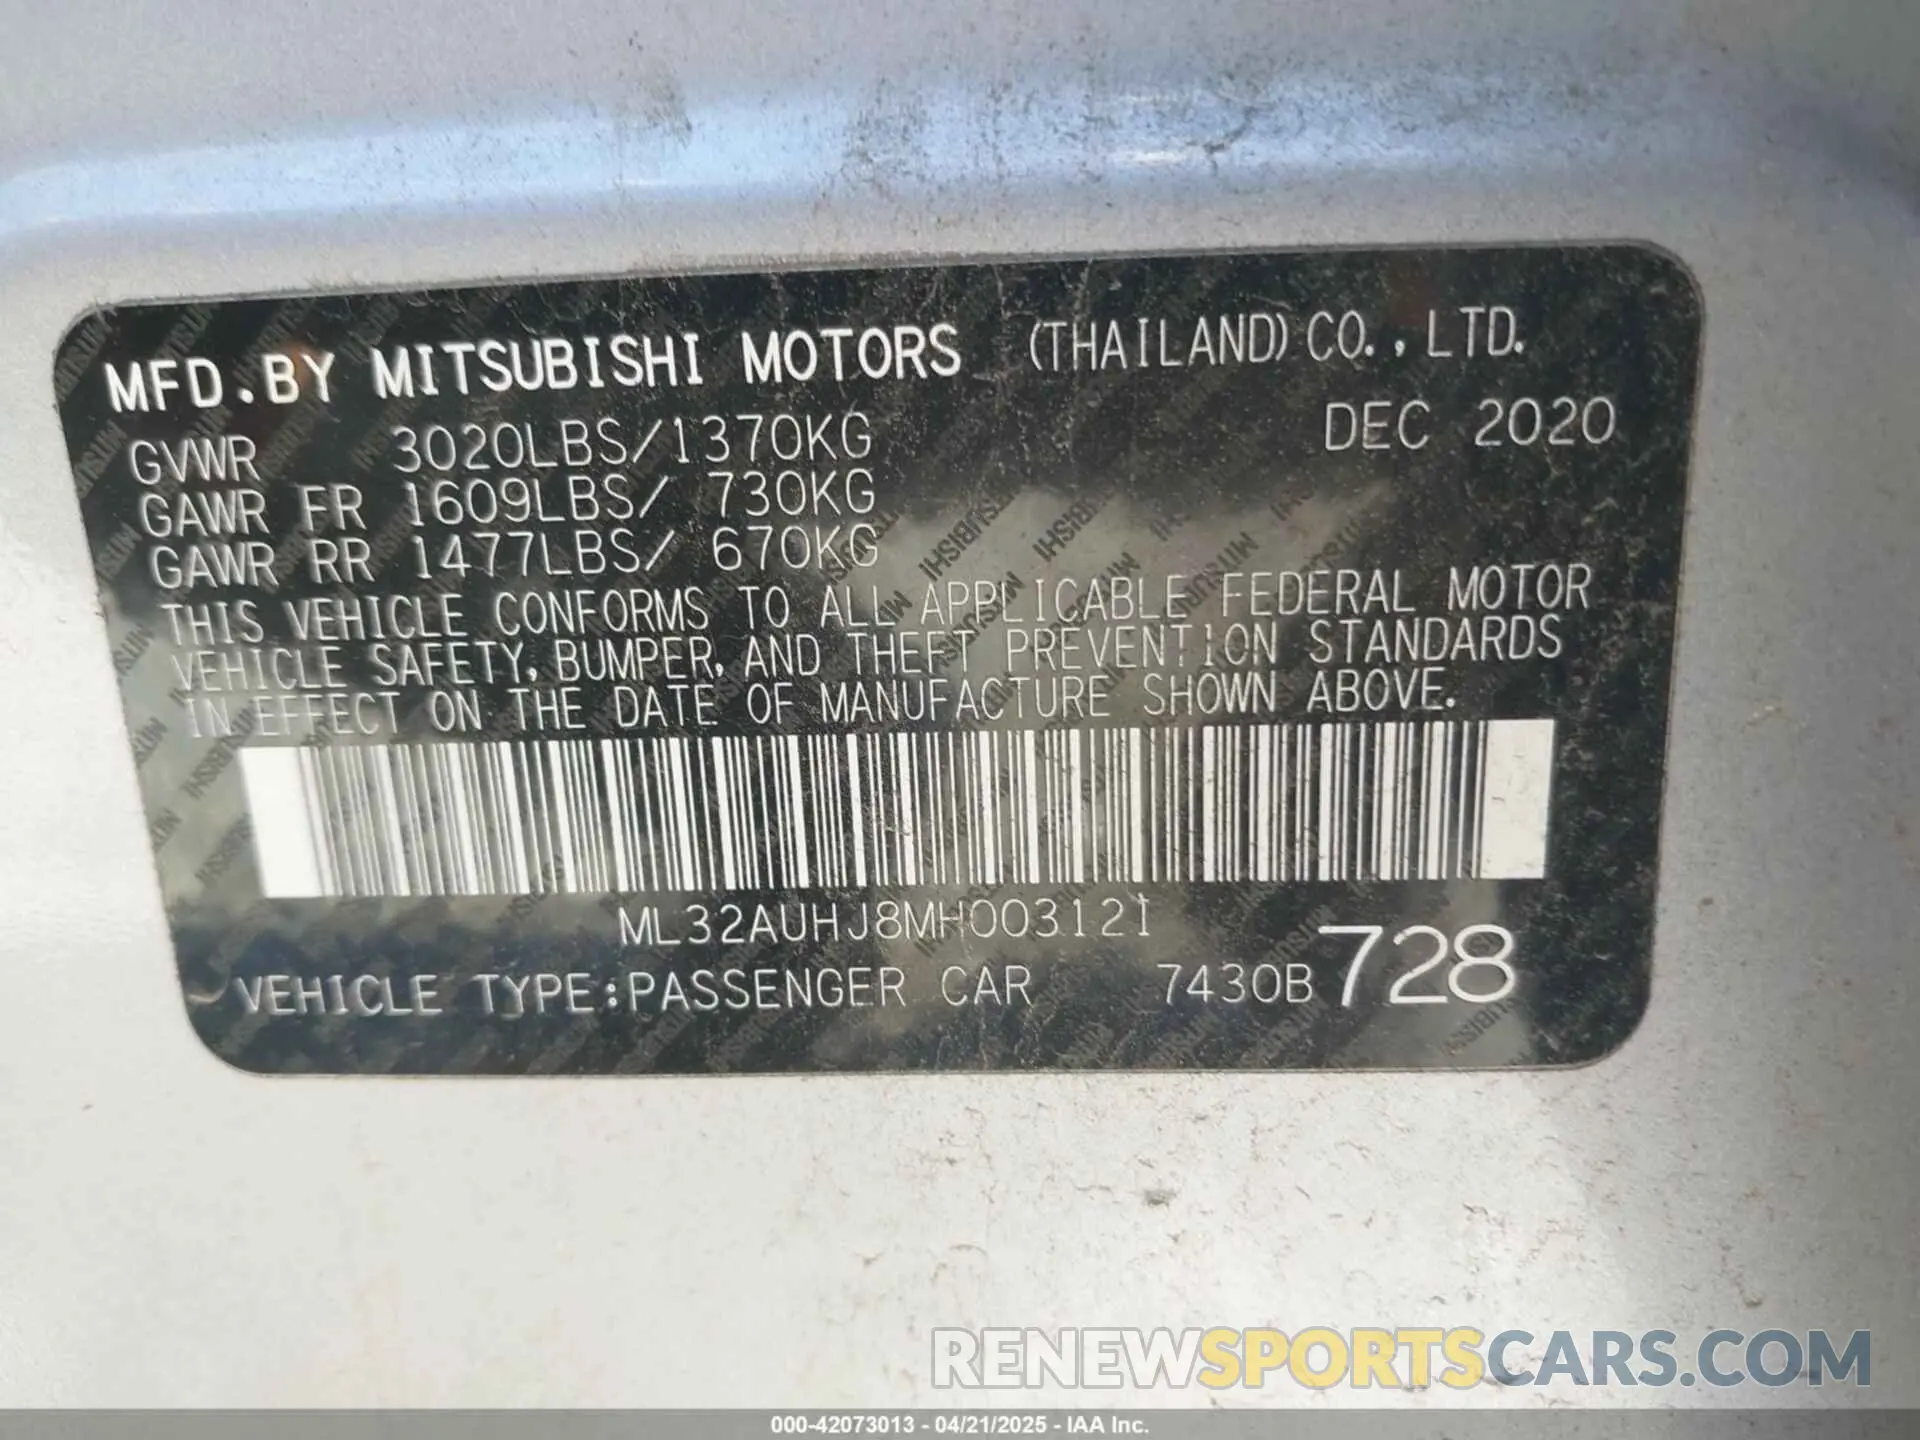 MFD.BY MITSUBISHI MOTORS (THAILAND) CO.,LTD.
GVWR 3020LBS/1370KG DEC 2020
GAWR FR 1609LBS/ 730KG
GAWR RR 1477LBS/ 670KG
THIS VEHICLE CONFORMS TO ALL APPLICABLE FEDERAL MOTOR
VEHICLE SAFETY, BUMPER, AND THEFT PREVENTION STANDARDS
IN EFFECT ON THE DATE OF MANUFACTURE SHOWN ABOVE.
ML32AUHJ8MH003121
VEHICLE TYPE:PASSENGER CAR 7430B 728
RENEWSPORTSCARS.COM
000-42073013 - 04/21/2025 - IAA Inc.